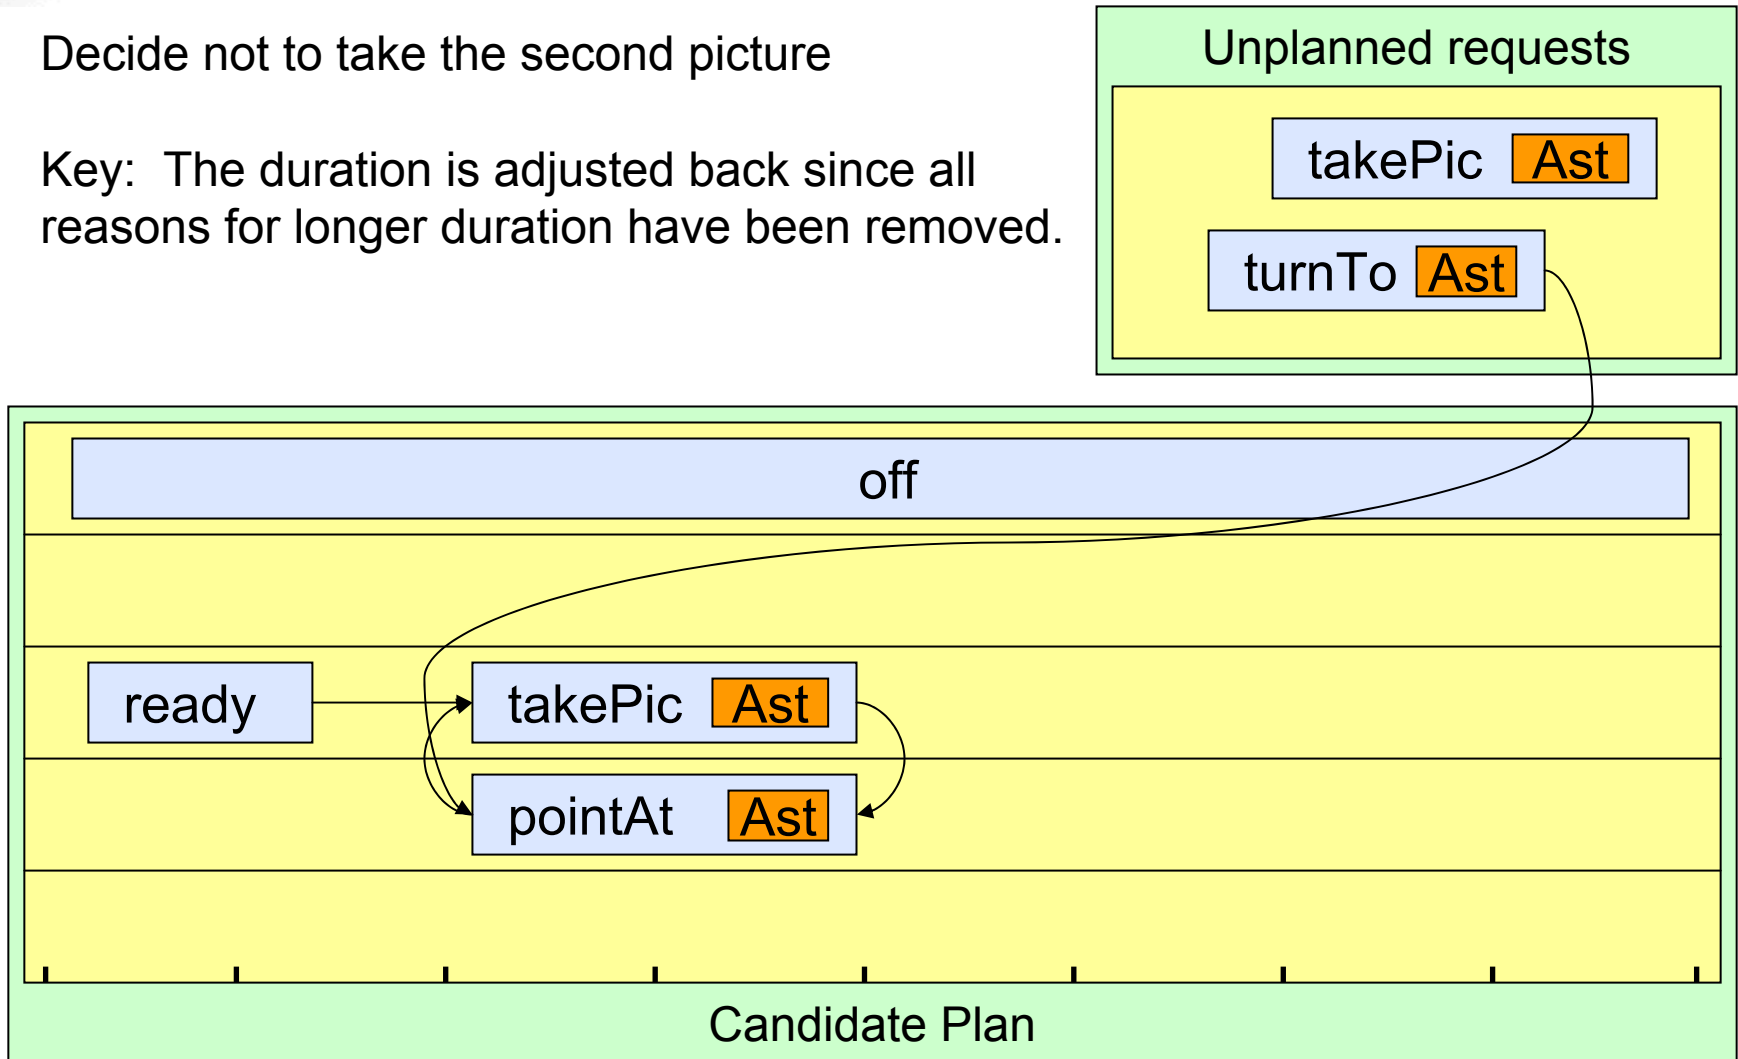 Decide not to take the second picture
Key: The duration is adjusted back since all
reasons for longer duration have been removed.
Unplanned requests
takePic Ast
turnTo Ast
off
ready takePic Ast
pointAt Ast
Candidate Plan